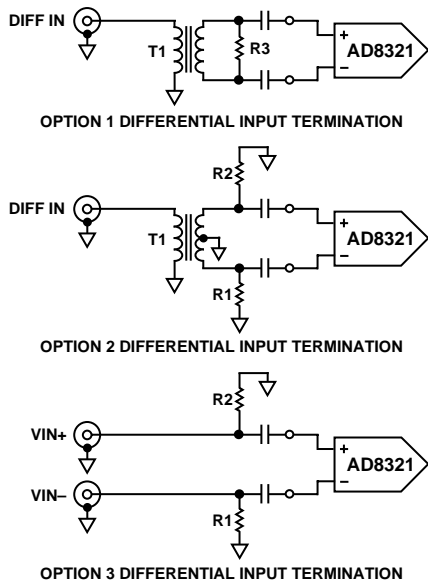 DIFF IN
T1
R3
+
−
AD8321
OPTION 1 DIFFERENTIAL INPUT TERMINATION
R2
DIFF IN
T1
+
−
AD8321
R1
OPTION 2 DIFFERENTIAL INPUT TERMINATION
R2
VIN+
+
−
AD8321
VIN–
R1
OPTION 3 DIFFERENTIAL INPUT TERMINATION